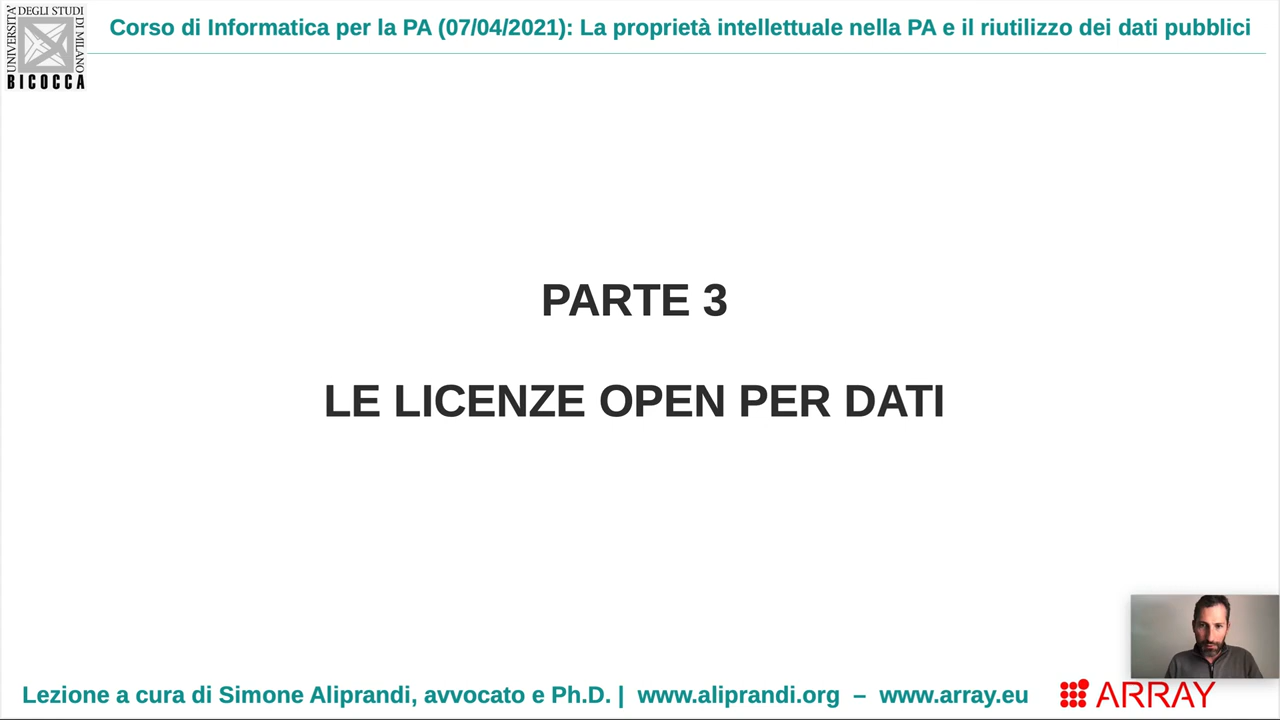 UNIVERSITA' DEGLI STUDI DI MILANO
BICOCCA
Corso di Informatica per la PA (07/04/2021): La proprietà intellettuale nella PA e il riutilizzo dei dati pubblici
PARTE 3
LE LICENZE OPEN PER DATI
Lezione a cura di Simone Aliprandi, avvocato e Ph.D. | www.aliprandi.org – www.array.eu
ARRAY